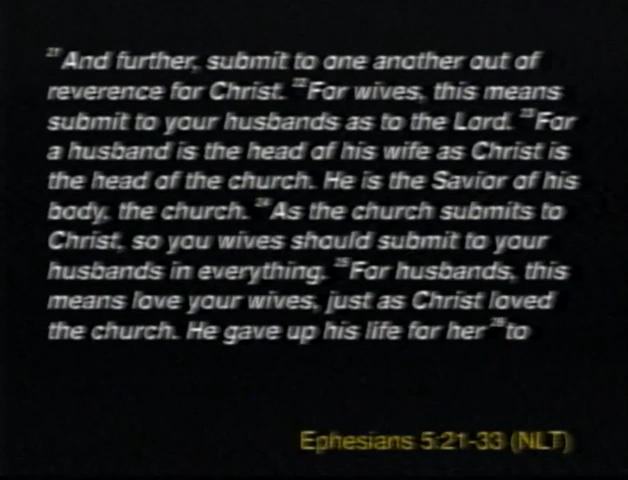 ²¹And further, submit to one another out of
reverence for Christ. ²²For wives, this means
submit to your husbands as to the Lord. ²³For
a husband is the head of his wife as Christ is
the head of the church. He is the Savior of his
body, the church. ²⁴As the church submits to
Christ, so you wives should submit to your
husbands in everything. ²⁵For husbands, this
means love your wives, just as Christ loved
the church. He gave up his life for her ²⁶to
Ephesians 5:21-33 (NLT)